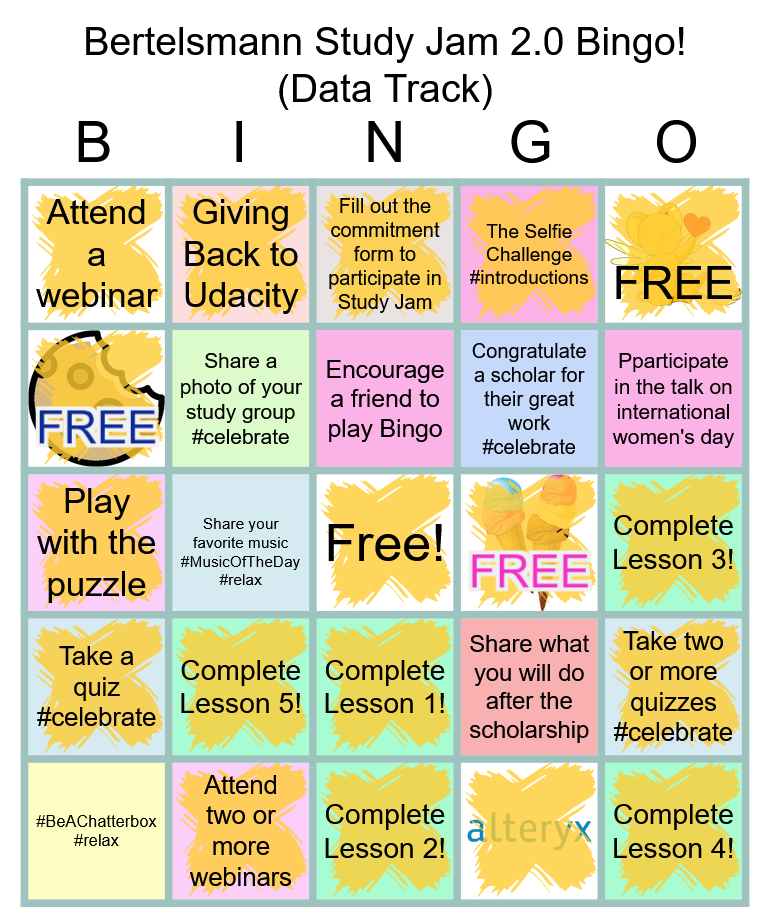 Bertelsmann Study Jam 2.0 Bingo!
(Data Track)
B I N G O
Attend
a
webinar
Giving
Back to
Udacity
Fill out the
commitment
form to
participate in
Study Jam
The Selfie
Challenge
#introductions
FREE
FREE
Share a
photo of your
study group
#celebrate
Encourage
a friend to
play Bingo
Congratulate
a scholar for
their great
work
#celebrate
Pparticipate
in the talk on
international
women's day
Play
with the
puzzle
Share your
favorite music
#MusicOfTheDay
#relax
Free!
FREE
Complete
Lesson 3!
Take a
quiz
#celebrate
Complete
Lesson 5!
Complete
Lesson 1!
Share what
you will do
after the
scholarship
Take two
or more
quizzes
#celebrate
#BeAChatterbox
#relax
Attend
two or
more
webinars
Complete
Lesson 2!
alteryx
Complete
Lesson 4!